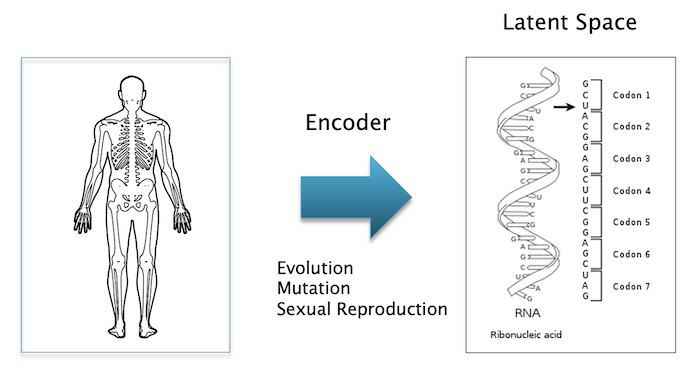 Latent Space
Encoder
Evolution
Mutation
Sexual Reproduction
G
C
U
A
C
G
G
A
G
C
U
U
C
G
G
A
G
C
U
A
G
Codon 1
Codon 2
Codon 3
Codon 4
Codon 5
Codon 6
Codon 7
RNA
Ribonucleic acid